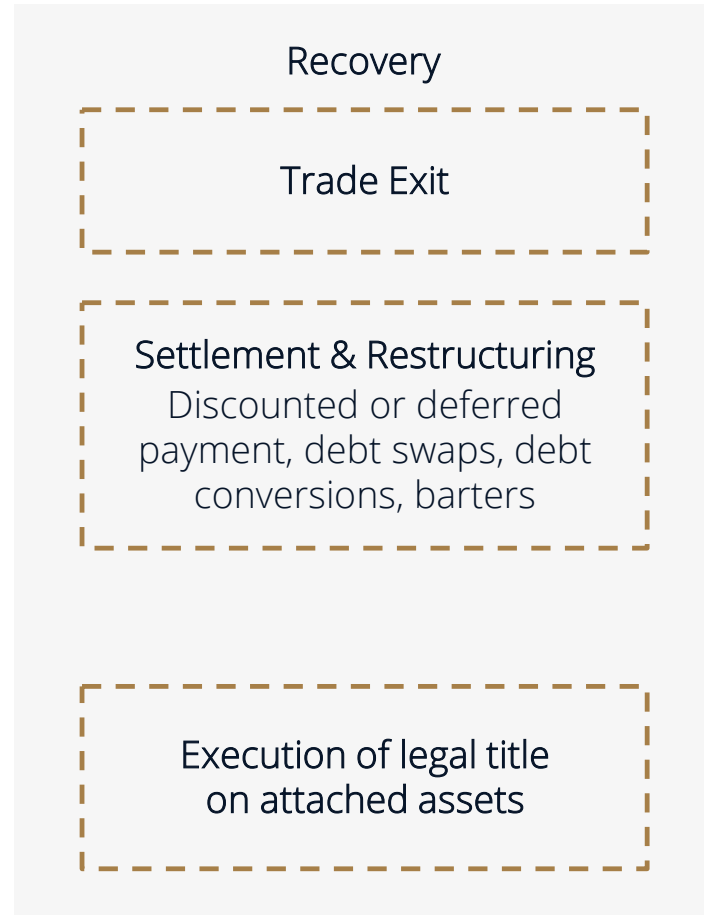 Recovery
Trade Exit
Settlement & Restructuring
Discounted or deferred
payment, debt swaps, debt
conversions, barters
Execution of legal title
on attached assets